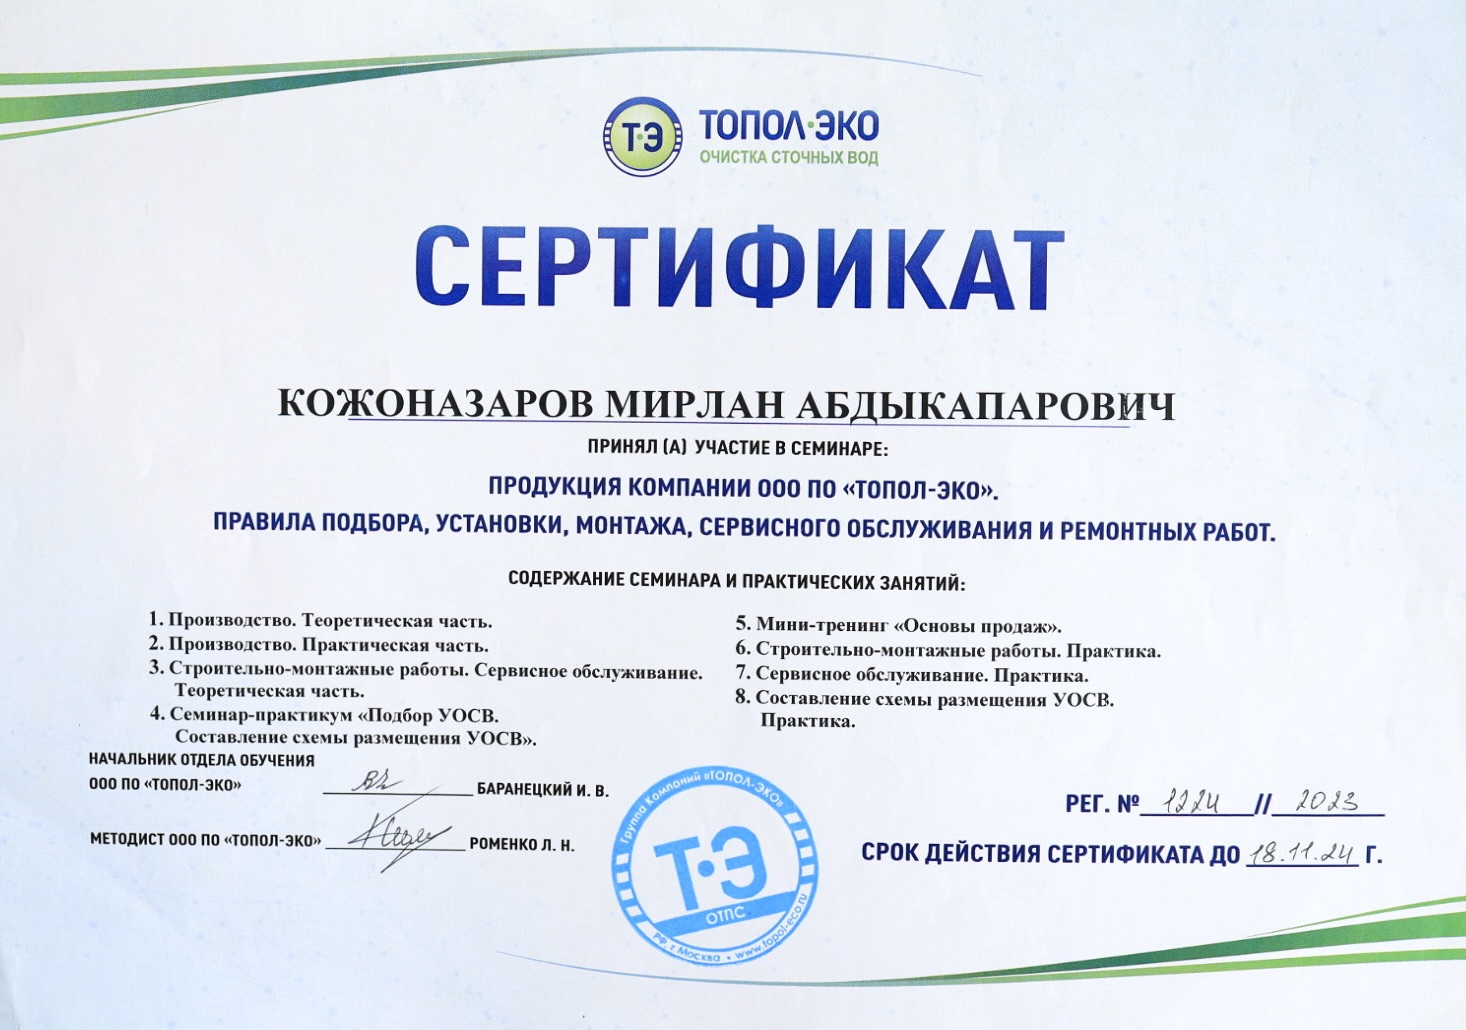 Т·Э ТОПОЛ·ЭКО
ОЧИСТКА СТОЧНЫХ ВОД
СЕРТИФИКАТ
КОЖОНАЗАРОВ МИРЛАН АБДЫКАПАРОВИЧ
ПРИНЯЛ (А) УЧАСТИЕ В СЕМИНАРЕ:
ПРОДУКЦИЯ КОМПАНИИ ООО ПО «ТОПОЛ-ЭКО».
ПРАВИЛА ПОДБОРА, УСТАНОВКИ, МОНТАЖА, СЕРВИСНОГО ОБСЛУЖИВАНИЯ И РЕМОНТНЫХ РАБОТ.
СОДЕРЖАНИЕ СЕМИНАРА И ПРАКТИЧЕСКИХ ЗАНЯТИЙ:
1. Производство. Теоретическая часть.
2. Производство. Практическая часть.
3. Строительно-монтажные работы. Сервисное обслуживание.
Теоретическая часть.
4. Семинар-практикум «Подбор УОСВ.
Составление схемы размещения УОСВ».
5. Мини-тренинг «Основы продаж».
6. Строительно-монтажные работы. Практика.
7. Сервисное обслуживание. Практика.
8. Составление схемы размещения УОСВ.
Практика.
НАЧАЛЬНИК ОТДЕЛА ОБУЧЕНИЯ
ООО ПО «ТОПОЛ-ЭКО» БАРАНЕЦКИЙ И. В.
МЕТОДИСТ ООО ПО «ТОПОЛ-ЭКО» РОМЕНКО Л. Н.
Группа Компаний «ТОПОЛ-ЭКО»
Т·Э
ОТПС
РФ, г. Москва • www.topol-eco.ru
РЕГ. № 1224 // 2023
СРОК ДЕЙСТВИЯ СЕРТИФИКАТА ДО 18.11.24 Г.